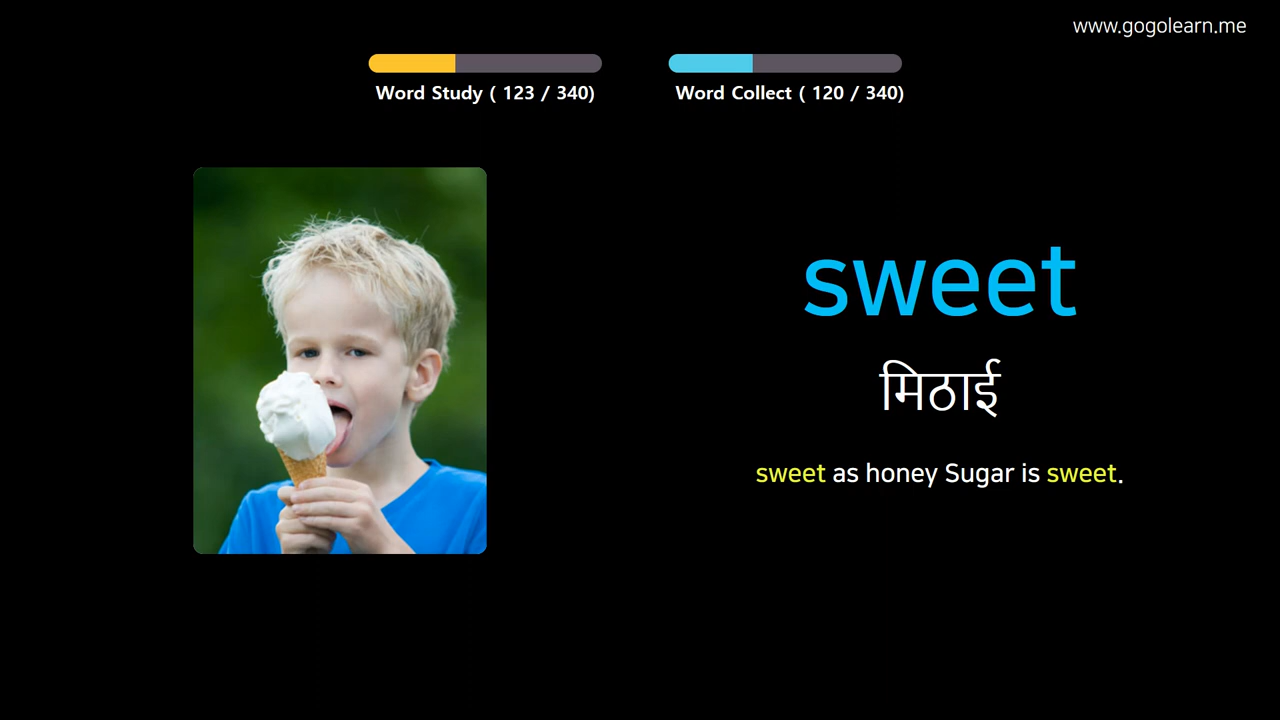 www.gogolearn.me
Word Study ( 123 / 340)
Word Collect ( 120 / 340)
sweet
मिठाई
sweet as honey Sugar is sweet.